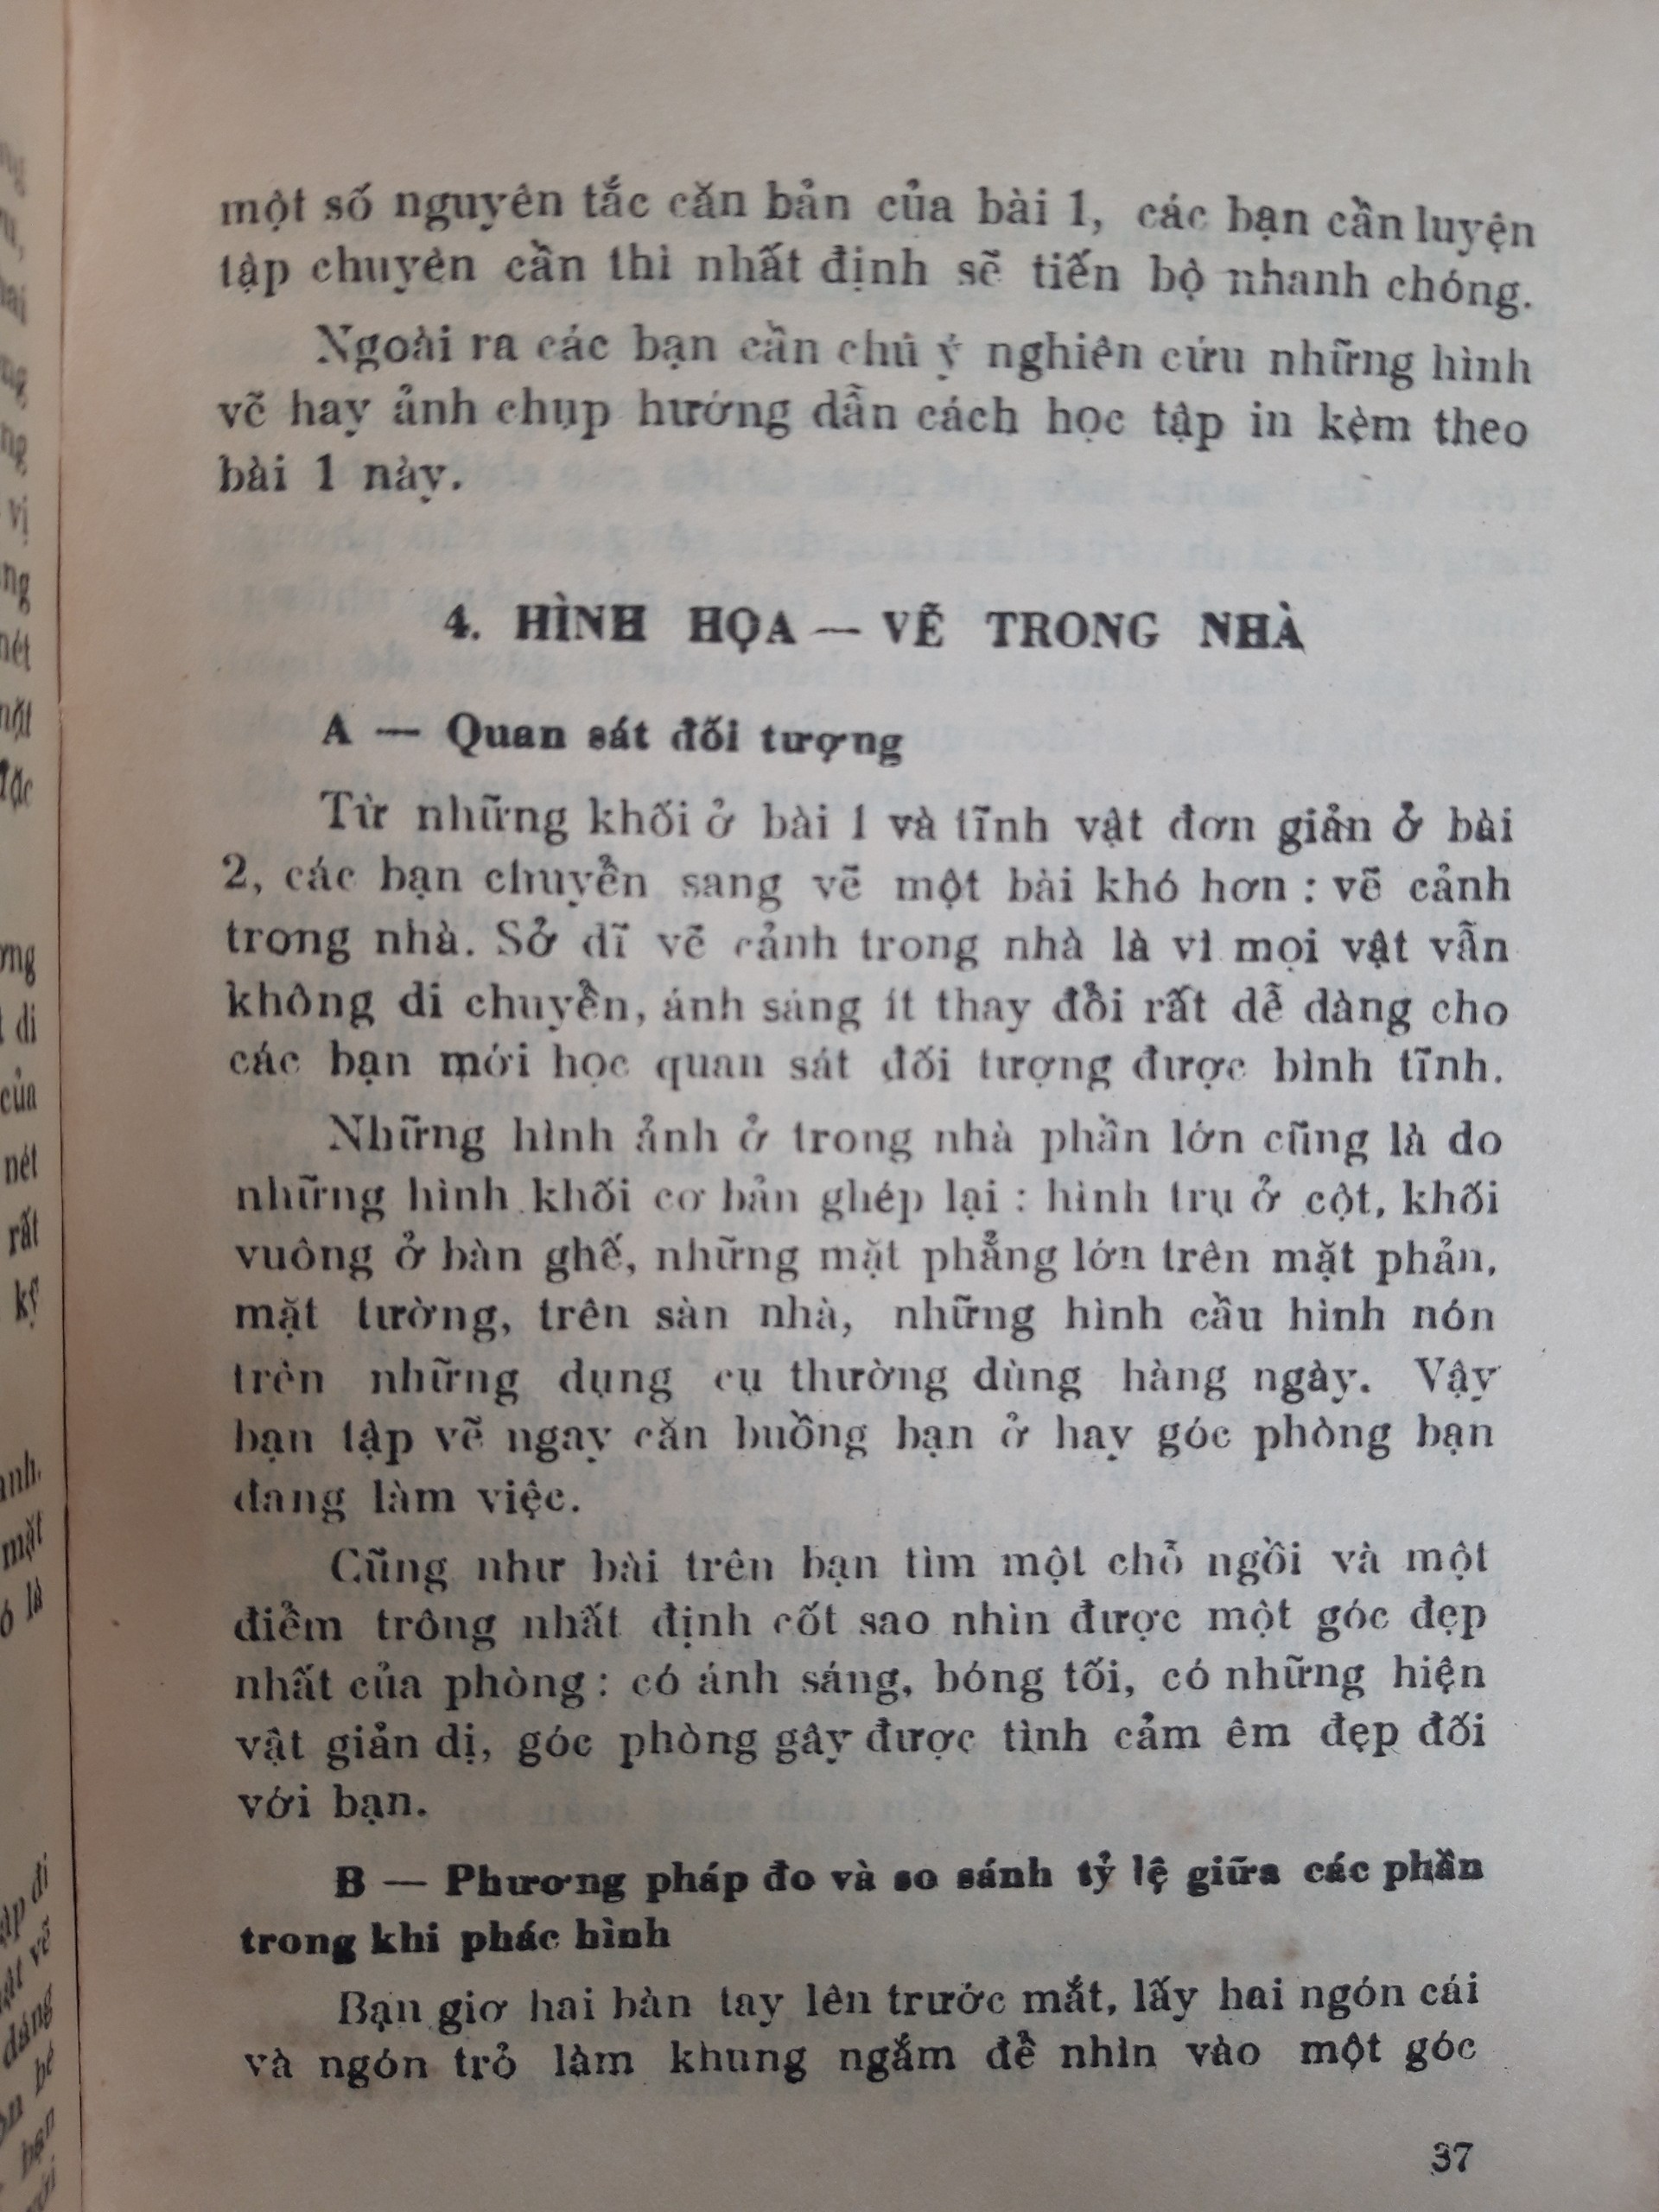 một số nguyên tắc căn bản của bài 1, các bạn cần luyện
tập chuyên cần thì nhất định sẽ tiến bộ nhanh chóng.
Ngoài ra các bạn cần chú ý nghiên cứu những hình
vẽ hay ảnh chụp hướng dẫn cách học tập in kèm theo
bài 1 này.
4. HÌNH HỌA — VẼ TRONG NHÀ
A — Quan sát đối tượng
Từ những khối ở bài 1 và tĩnh vật đơn giản ở bài
2, các bạn chuyển sang vẽ một bài khó hơn : vẽ cảnh
trong nhà. Sở dĩ vẽ cảnh trong nhà là vì mọi vật vẫn
không di chuyển, ánh sáng ít thay đổi rất dễ dàng cho
các bạn mới học quan sát đối tượng được bình tĩnh.
Những hình ảnh ở trong nhà phần lớn cũng là do
những hình khối cơ bản ghép lại : hình trụ ở cột, khối
vuông ở bàn ghế, những mặt phẳng lớn trên mặt phản,
mặt tường, trên sàn nhà, những hình cầu hình nón
trên những dụng cụ thường dùng hàng ngày. Vậy
bạn tập vẽ ngay căn buồng bạn ở hay góc phòng bạn
đang làm việc.
Cũng như bài trên bạn tìm một chỗ ngồi và một
điểm trông nhất định cốt sao nhìn được một góc đẹp
nhất của phòng : có ánh sáng, bóng tối, có những hiện
vật giản dị, góc phòng gây được tình cảm êm đẹp đối
với bạn.
B — Phương pháp đo và so sánh tỷ lệ giữa các phần
trong khi phác hình
Bạn giơ hai bàn tay lên trước mắt, lấy hai ngón cái
và ngón trỏ làm khung ngắm để nhìn vào một góc
37